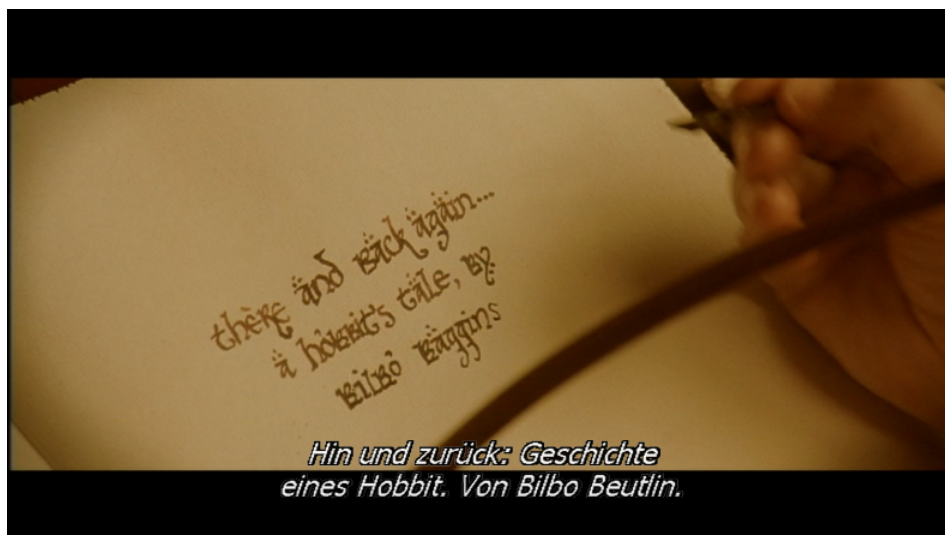 there and back again...
a hobbit's tale, by
Bilbo Baggins
Hin und zurück: Geschichte
eines Hobbit. Von Bilbo Beutlin.